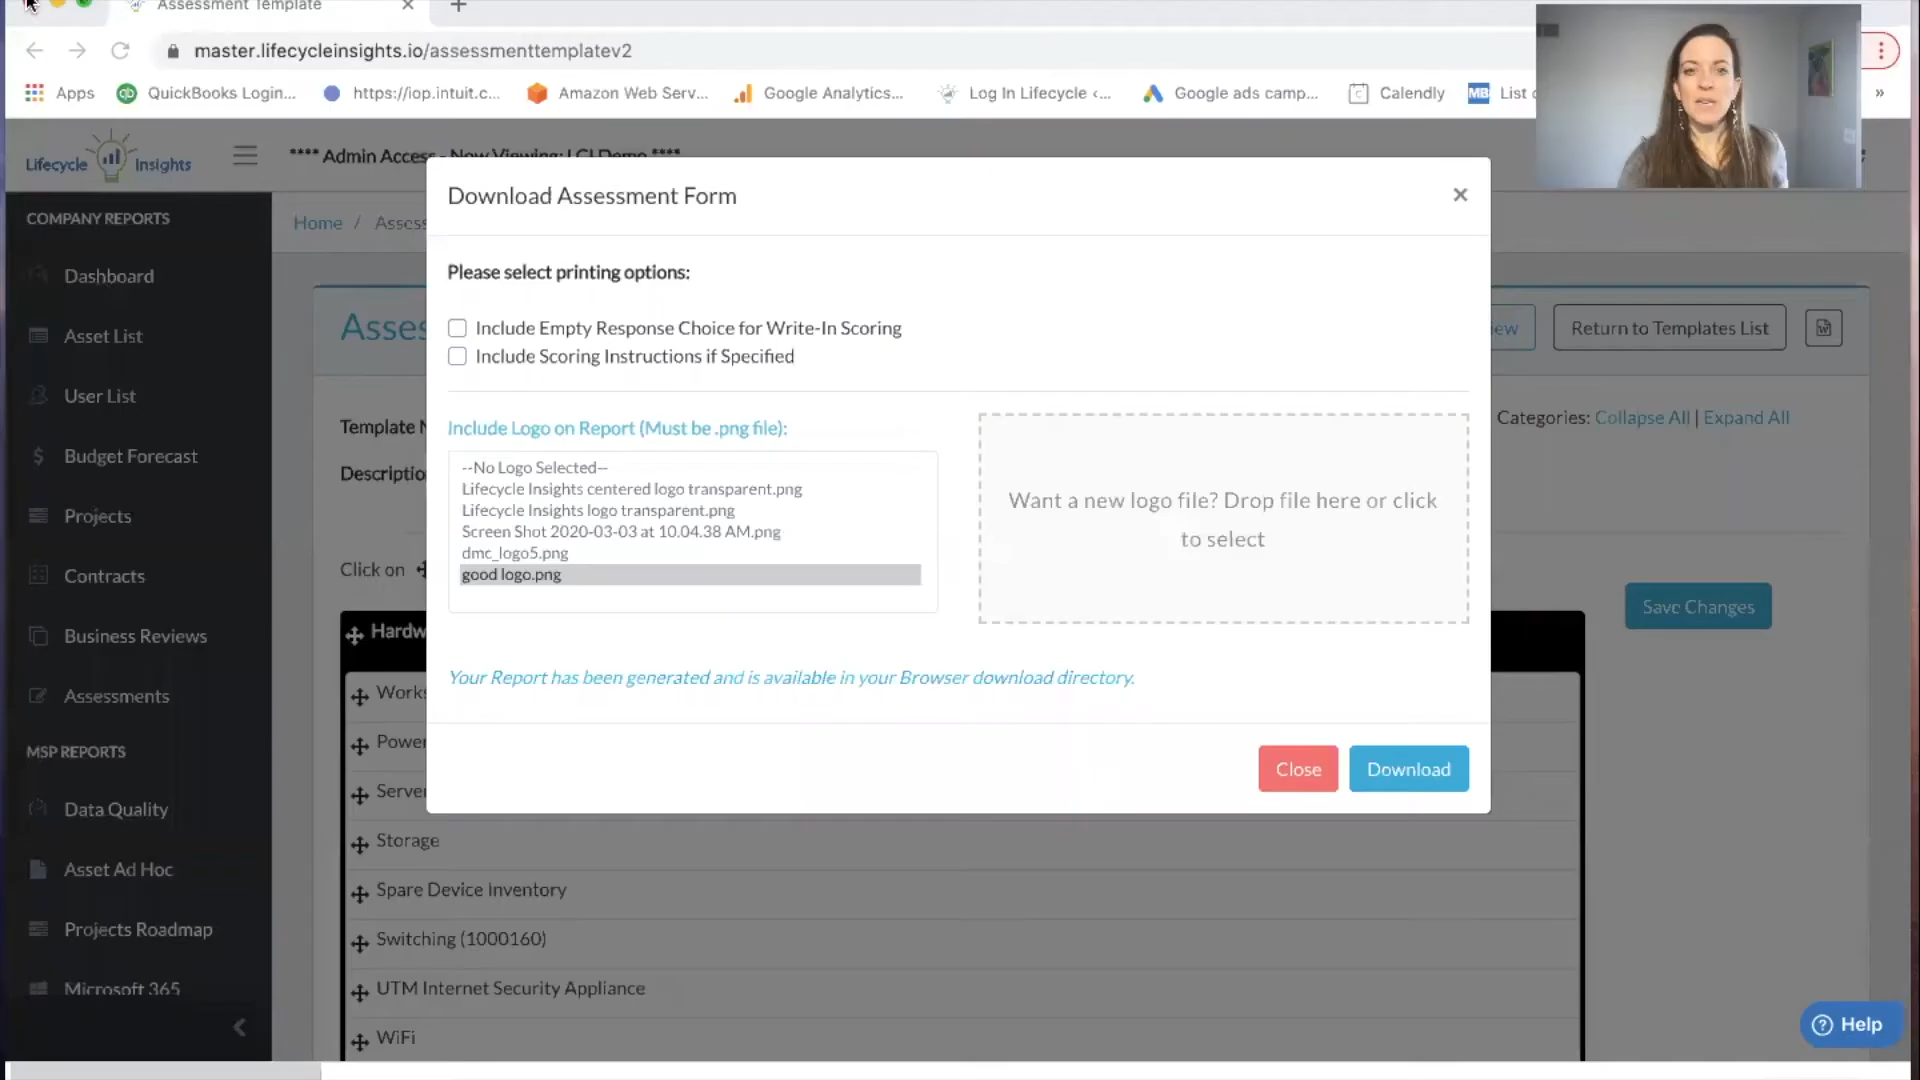 Assessment Template
master.lifecycleinsights.io/assessmenttemplatev2
Apps
QuickBooks Login...
https://iop.intuit.c...
Amazon Web Serv...
Google Analytics...
Log In Lifecycle <...
Google ads camp...
Calendly
MB List
»
Lifecycle Insights
**** Admin Access - Now Viewing: LCI Demo ****
COMPANY REPORTS
Dashboard
Asset List
User List
Budget Forecast
Projects
Contracts
Business Reviews
Assessments
MSP REPORTS
Data Quality
Asset Ad Hoc
Projects Roadmap
Microsoft 365
Home / Assess
Asses
Return to Templates List
Template
Descriptio
Categories: Collapse All | Expand All
Click on
Save Changes
Hardw
Works
Power
Server
Storage
Spare Device Inventory
Switching (1000160)
UTM Internet Security Appliance
WiFi
Download Assessment Form
×
Please select printing options:
Include Empty Response Choice for Write-In Scoring
Include Scoring Instructions if Specified
Include Logo on Report (Must be .png file):
--No Logo Selected--
Lifecycle Insights centered logo transparent.png
Lifecycle Insights logo transparent.png
Screen Shot 2020-03-03 at 10.04.38 AM.png
dmc_logo5.png
good logo.png
Want a new logo file? Drop file here or click
to select
Your Report has been generated and is available in your Browser download directory.
Close
Download
Help